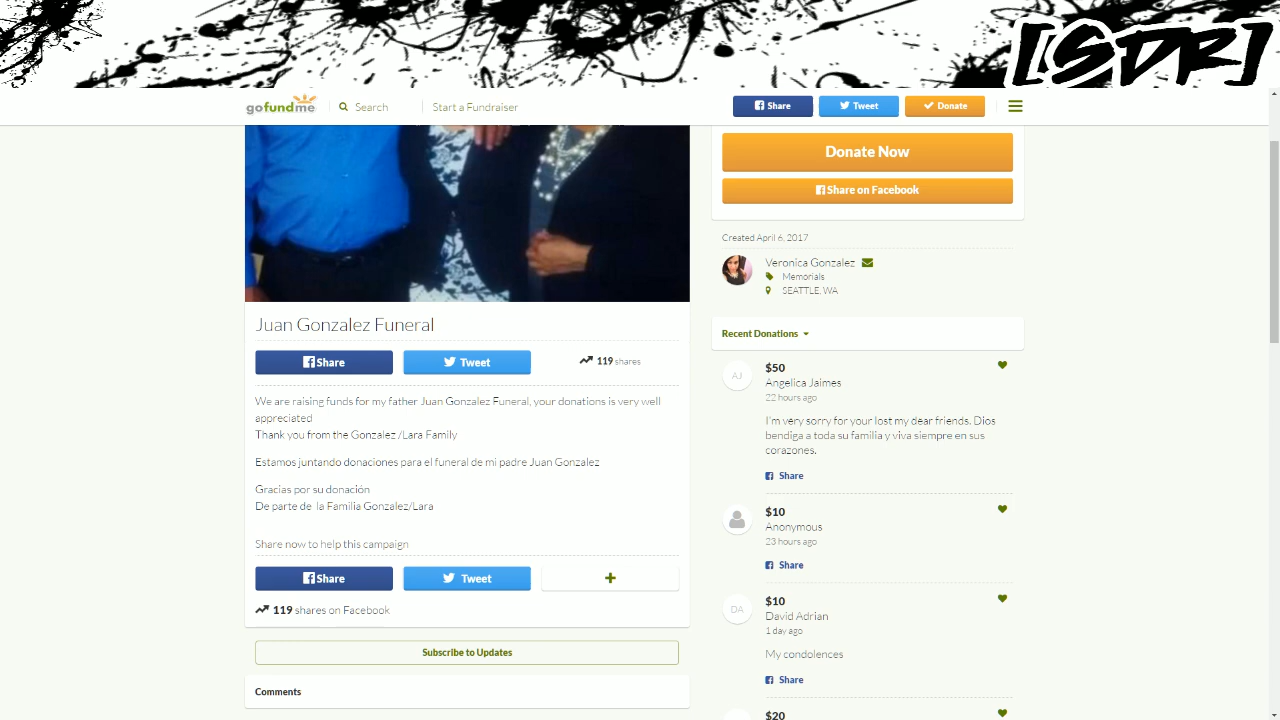 [SDR]
gofundme
Search
Start a Fundraiser
Share
Tweet
Donate
Donate Now
Share on Facebook
Created April 6, 2017
Veronica Gonzalez
Memorials
SEATTLE, WA
Juan Gonzalez Funeral
Share
Tweet
119 shares
We are raising funds for my father Juan Gonzalez Funeral, your donations is very well
appreciated
Thank you from the Gonzalez /Lara Family
Estamos juntando donaciones para el funeral de mi padre Juan Gonzalez
Gracias por su donación
De parte de la Familia Gonzalez/Lara
Share now to help this campaign
Share
Tweet
119 shares on Facebook
Subscribe to Updates
Comments
Recent Donations
AJ
$50
Angelica Jaimes
22 hours ago
I'm very sorry for your lost my dear friends. Dios
bendiga a toda su familia y viva siempre en sus
corazones.
Share
$10
Anonymous
23 hours ago
Share
DA
$10
David Adrian
1 day ago
My condolences
Share
$20